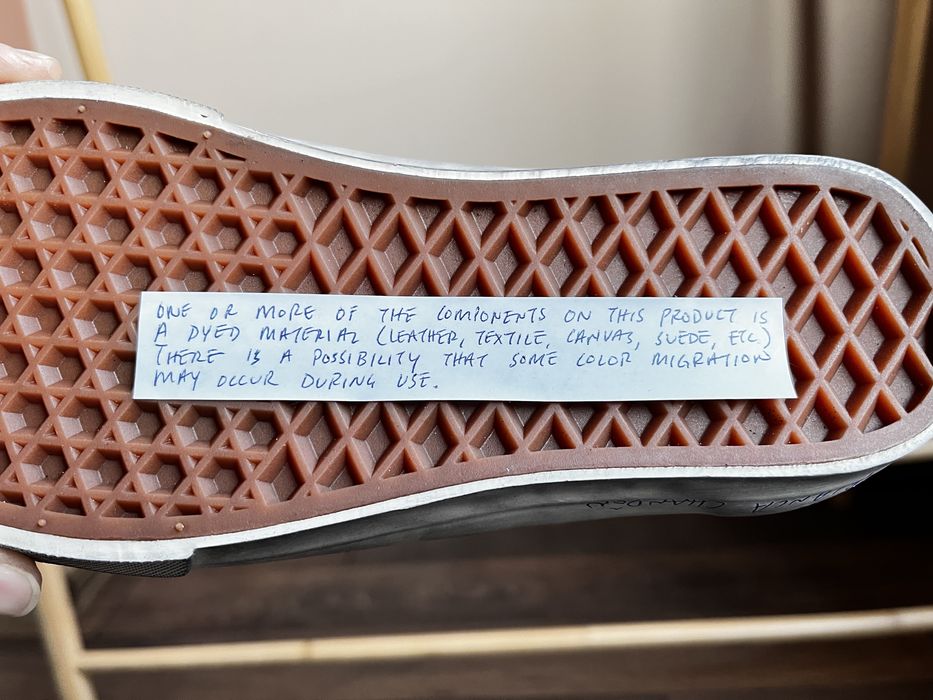 ONE OR MORE OF THE COMPONENTS ON THIS PRODUCT IS
A DYED MATERIAL (LEATHER, TEXTILE, CANVAS, SUEDE, ETC)
THERE IS A POSSIBILITY THAT SOME COLOR MIGRATION
MAY OCCUR DURING USE.